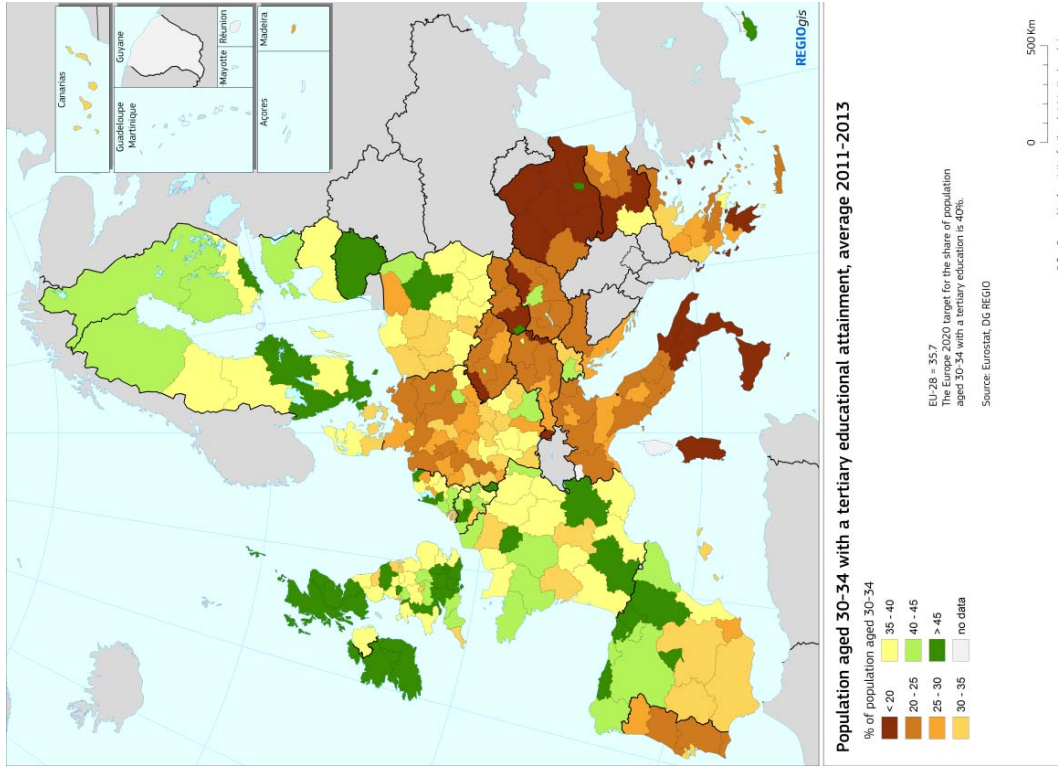 Canarias
Guadeloupe
Martinique
Guyane
Mayotte
Réunion
Açores
Madeira
REGIOgis
Population aged 30-34 with a tertiary educational attainment, average 2011-2013
% of population aged 30-34
< 20
20 - 25
25 - 30
30 - 35
35 - 40
40 - 45
> 45
no data
EU-28 = 35.7
The Europe 2020 target for the share of population
aged 30-34 with a tertiary education is 40%.
Source: Eurostat, DG REGIO
0 500 Km